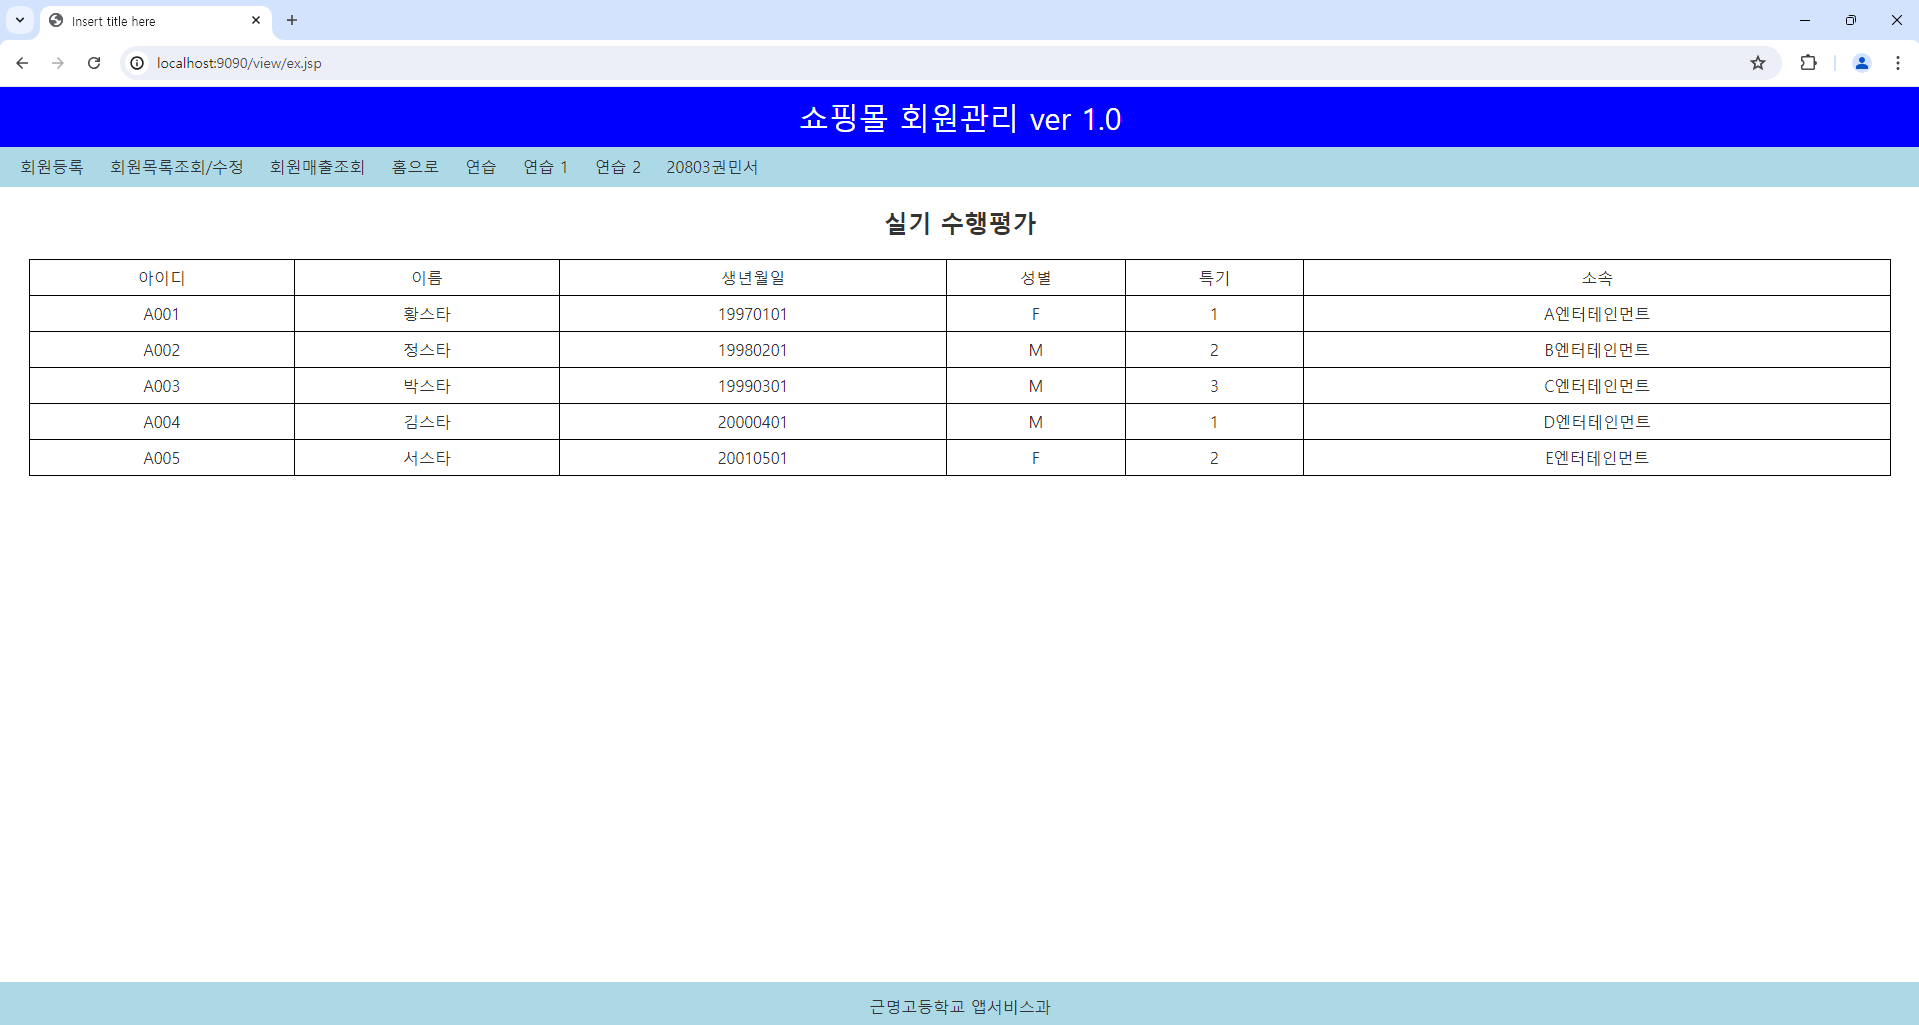 Insert title here
localhost:9090/view/ex.jsp
쇼핑몰 회원관리 ver 1.0
회원등록 회원목록조회/수정 회원매출조회 홈으로 연습 연습 1 연습 2 20803권민서
실기 수행평가
아이디 이름 생년월일 성별 특기 소속
A001 황스타 19970101 F 1 A엔터테인먼트
A002 정스타 19980201 M 2 B엔터테인먼트
A003 박스타 19990301 M 3 C엔터테인먼트
A004 김스타 20000401 M 1 D엔터테인먼트
A005 서스타 20010501 F 2 E엔터테인먼트
근명고등학교 앱서비스과